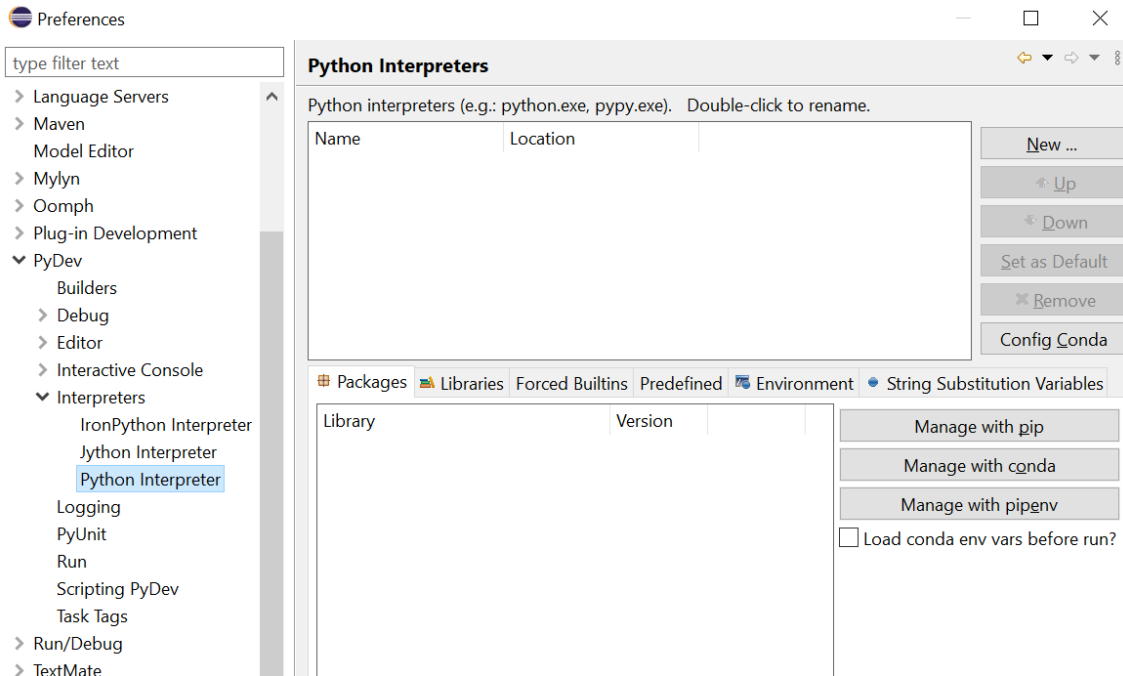 Preferences
type filter text
Language Servers
Maven
Model Editor
Mylyn
Oomph
Plug-in Development
PyDev
Builders
Debug
Editor
Interactive Console
Interpreters
IronPython Interpreter
Jython Interpreter
Python Interpreter
Logging
PyUnit
Run
Scripting PyDev
Task Tags
Run/Debug
TextMate
Python Interpreters
Python interpreters (e.g.: python.exe, pypy.exe).   Double-click to rename.
Name Location
New ...
Up
Down
Set as Default
Remove
Config Conda
Packages Libraries Forced Builtins Predefined Environment String Substitution Variables
Library Version
Manage with pip
Manage with conda
Manage with pipenv
Load conda env vars before run?